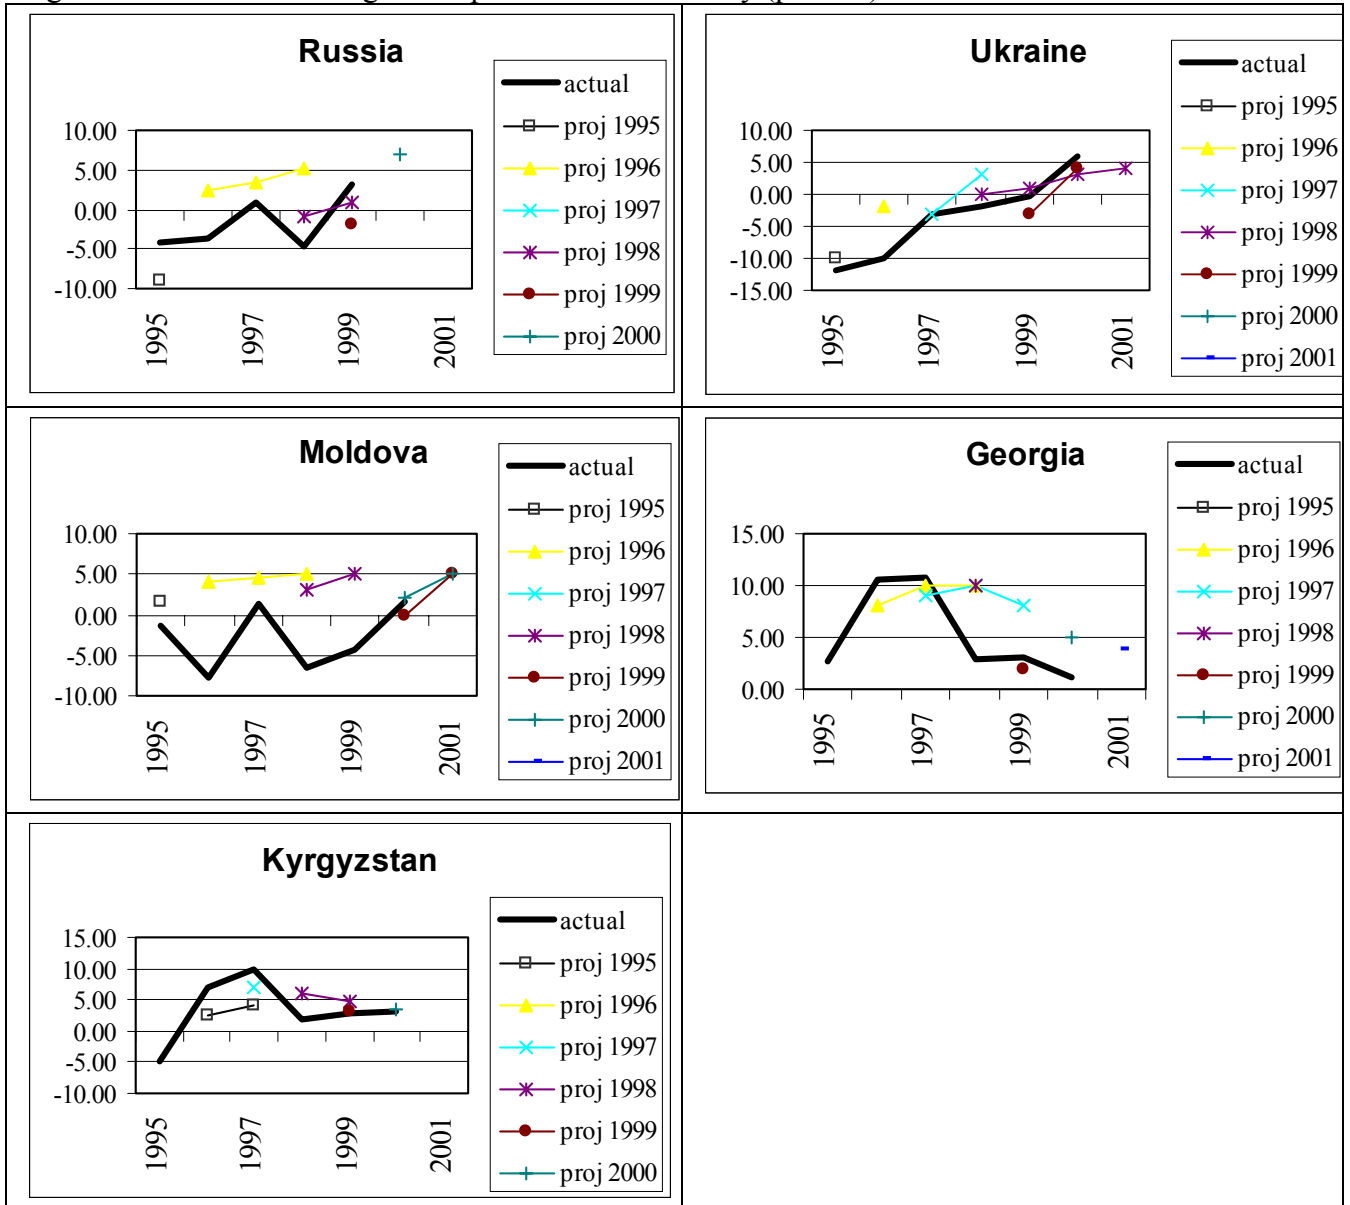 Russia
actual
proj 1995
proj 1996
proj 1997
proj 1998
proj 1999
proj 2000
10.00
5.00
0.00
-5.00
-10.00
1995
1997
1999
2001
Ukraine
actual
proj 1995
proj 1996
proj 1997
proj 1998
proj 1999
proj 2000
proj 2001
10.00
5.00
0.00
-5.00
-10.00
-15.00
1995
1997
1999
2001
Moldova
actual
proj 1995
proj 1996
proj 1997
proj 1998
proj 1999
proj 2000
proj 2001
10.00
5.00
0.00
-5.00
-10.00
1995
1997
1999
2001
Georgia
actual
proj 1995
proj 1996
proj 1997
proj 1998
proj 1999
proj 2000
proj 2001
15.00
10.00
5.00
0.00
1995
1997
1999
2001
Kyrgyzstan
actual
proj 1995
proj 1996
proj 1997
proj 1998
proj 1999
proj 2000
15.00
10.00
5.00
0.00
-5.00
-10.00
1995
1997
1999
2001